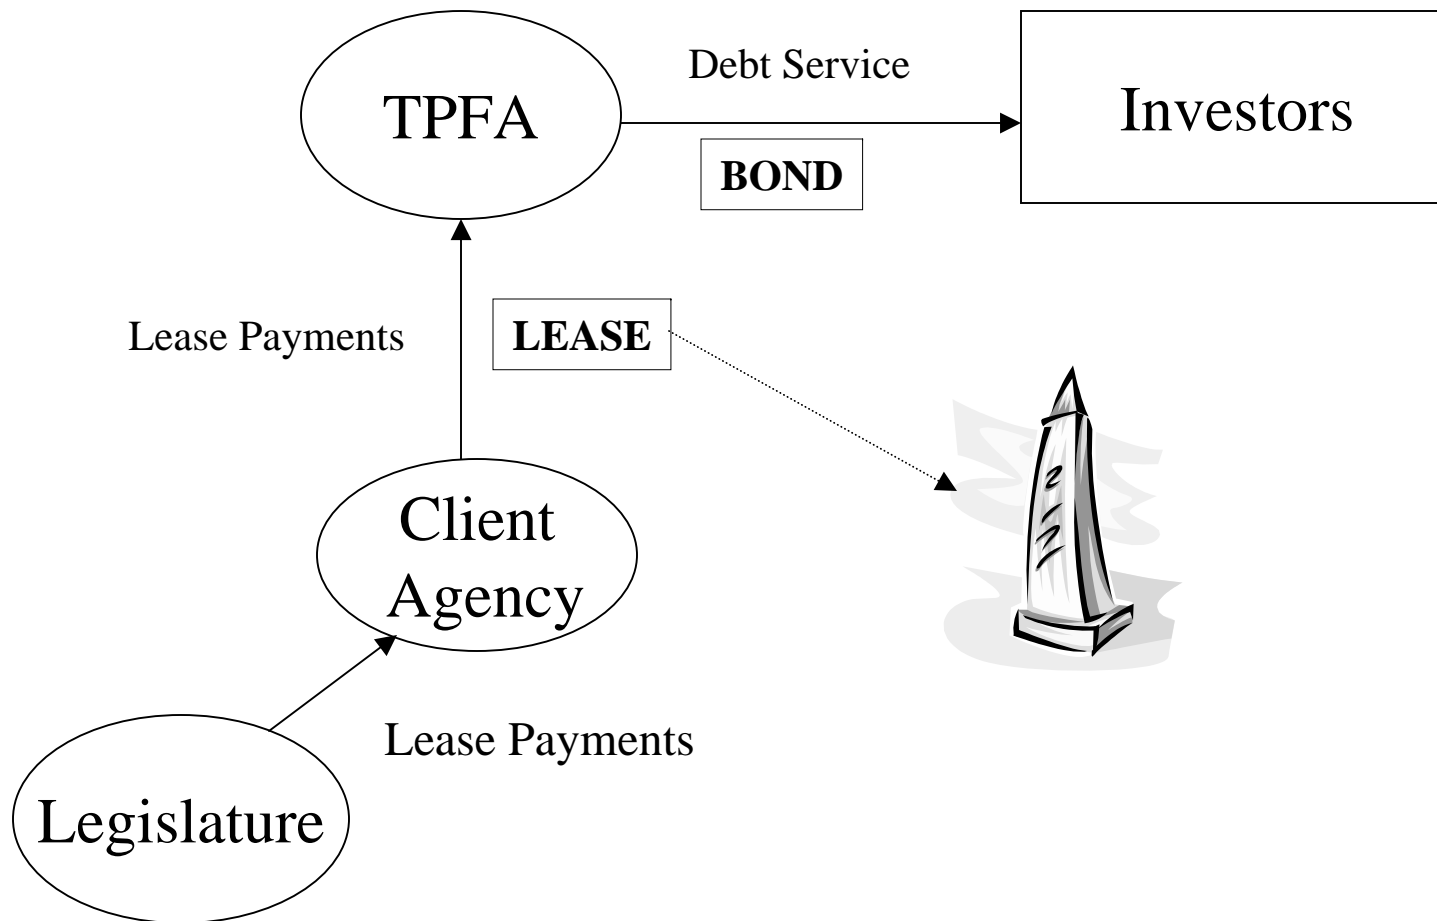 TPFA
Debt Service
Investors
BOND
Lease Payments
LEASE
Client
Agency
Lease Payments
Legislature